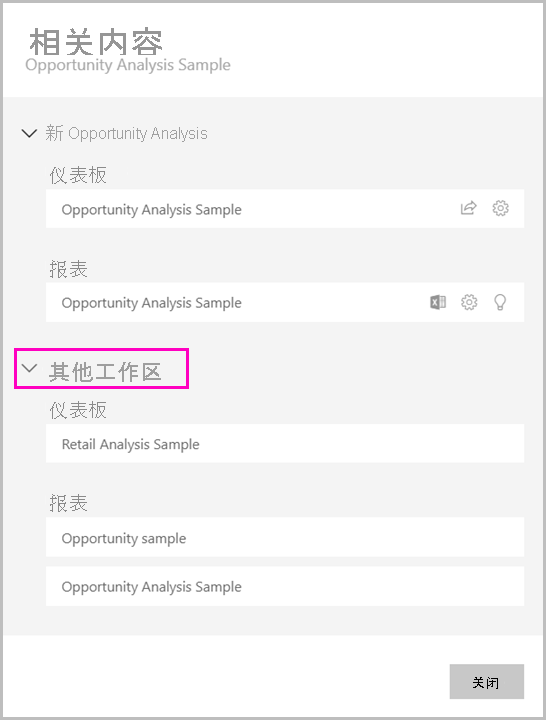 相关内容
Opportunity Analysis Sample
新 Opportunity Analysis
仪表板
Opportunity Analysis Sample
报表
Opportunity Analysis Sample
其他工作区
仪表板
Retail Analysis Sample
报表
Opportunity sample
Opportunity Analysis Sample
关闭